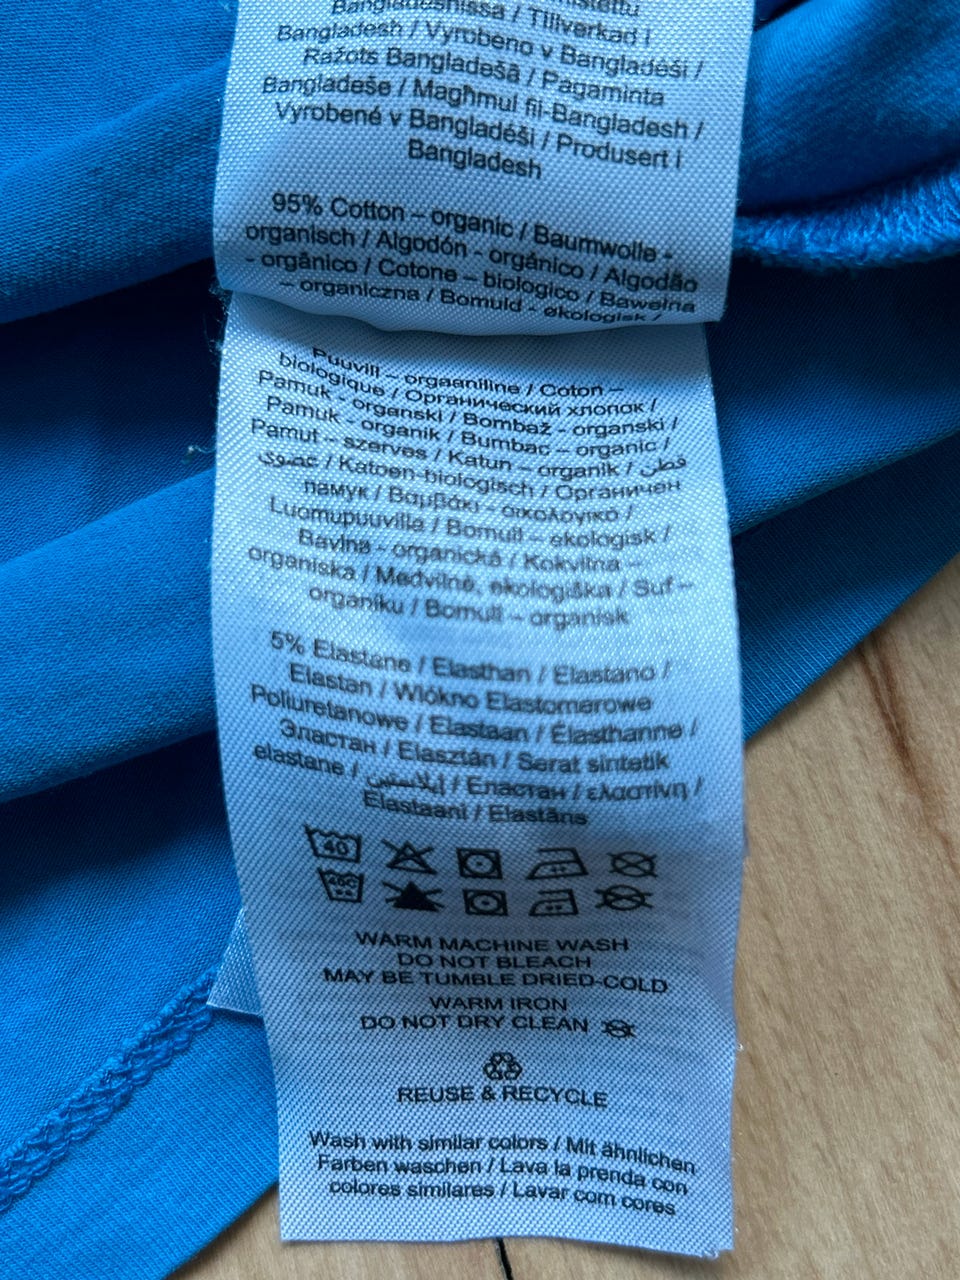 Bangladeshissa / Tillverkad i
Bangladesh / Vyrobeno v Bangladéši /
Ražots Bangladešā / Pagaminta
Bangladeše / Magħmul fil-Bangladesh /
Vyrobené v Bangladéši / Produsert i
Bangladesh
95% Cotton – organic / Baumwolle -
organisch / Algodón - orgânico / Algodão
- orgânico / Cotone – biologico / Bawełna
– organiczna / Bomuld - økologisk /
Puuvill – orgaaniline / Coton –
biologique / Органический хлопок /
Pamuk - organski / Bombaž - organski /
Pamuk - organik / Bumbac – organic /
Pamut – szerves / Katun – organik / قطن
عضوي / Katoen-biologisch / Органичен
памук / Βαμβάκι - οικολογικό /
Luomupuuvilla / Bomull – ekologisk /
Bavlna - organická / Kokvilna –
organiska / Medvilnė, ekologiška / Suf –
organiku / Bomull – organisk
5% Elastane / Elasthan / Elastano /
Elastan / Włókno Elastomerowe
Poliuretanowe / Elastaan / Élasthanne /
Эластан / Elasztán / Serat sintetik
elastane / إيلاستين / Еластан / ελαστίνη /
Elastaani / Elastāns
40
40C
WARM MACHINE WASH
DO NOT BLEACH
MAY BE TUMBLE DRIED-COLD
WARM IRON
DO NOT DRY CLEAN
REUSE & RECYCLE
Wash with similar colors / Mit ähnlichen
Farben waschen / Lava la prenda con
colores similares / Lavar com cores